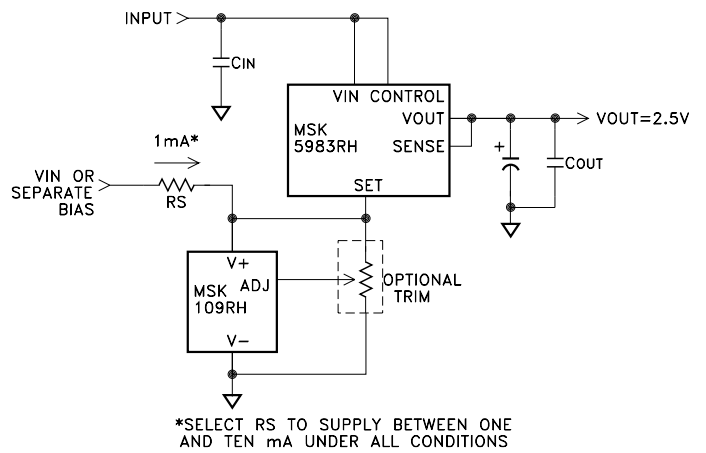 INPUT
CIN
VIN CONTROL
MSK
5983RH
VOUT
SENSE
SET
VOUT=2.5V
+
COUT
1mA*
VIN OR
SEPARATE
BIAS
RS
V+
ADJ
MSK
109RH
V-
OPTIONAL
TRIM
*SELECT RS TO SUPPLY BETWEEN ONE
AND TEN mA UNDER ALL CONDITIONS